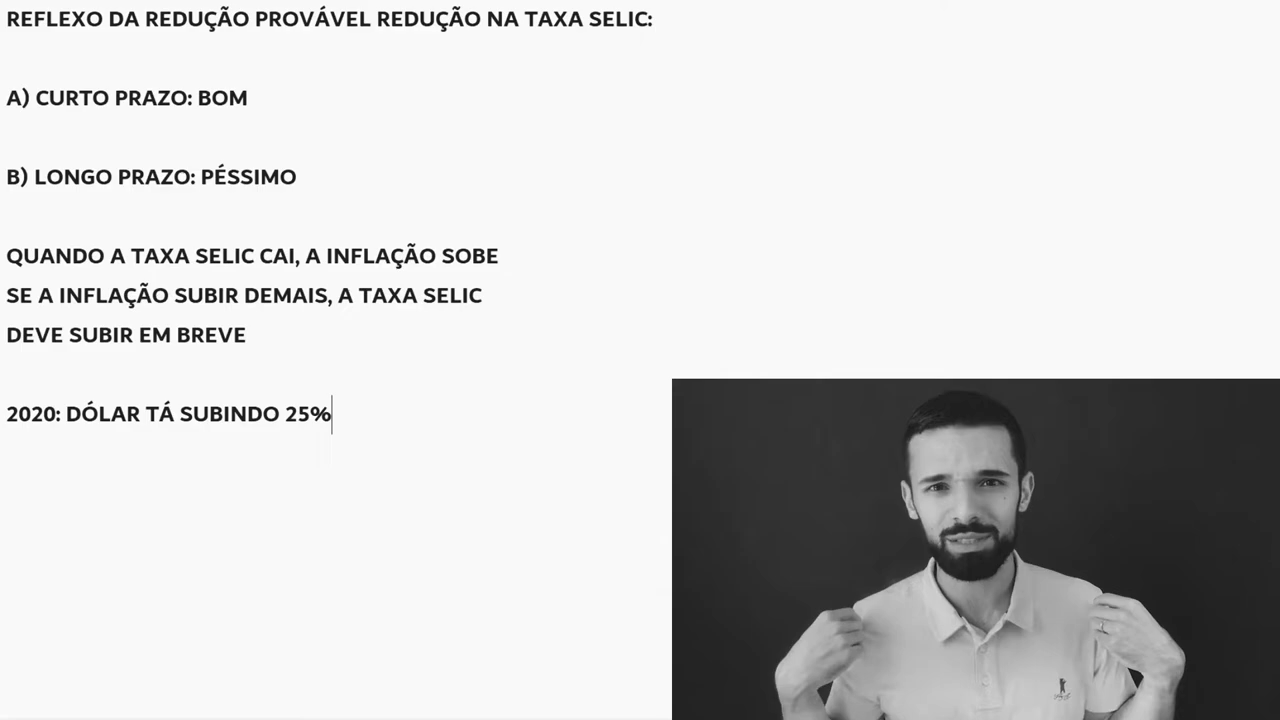 REFLEXO DA REDUÇÃO PROVÁVEL REDUÇÃO NA TAXA SELIC:
A) CURTO PRAZO: BOM
B) LONGO PRAZO: PÉSSIMO
QUANDO A TAXA SELIC CAI, A INFLAÇÃO SOBE
SE A INFLAÇÃO SUBIR DEMAIS, A TAXA SELIC
DEVE SUBIR EM BREVE
2020: DÓLAR TÁ SUBINDO 25%